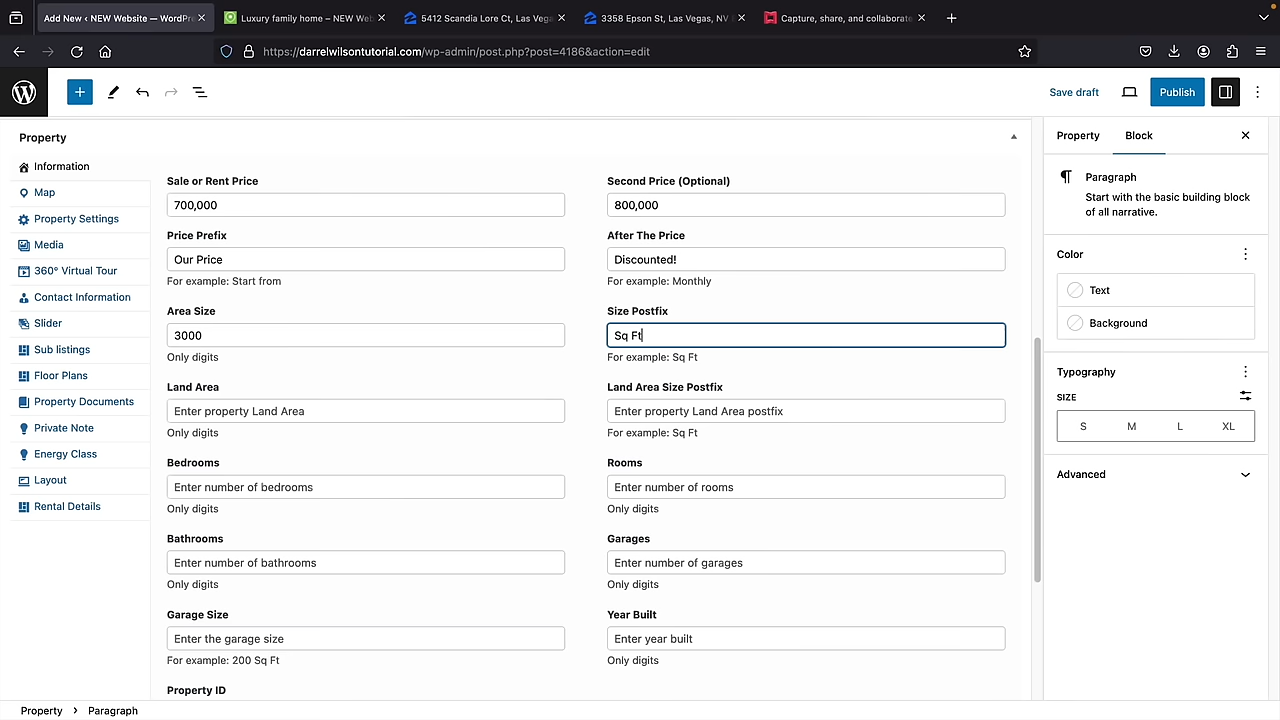 Add New ‹ NEW Website — WordPr
Luxury family home – NEW Web
5412 Scandia Lore Ct, Las Vega
3358 Epson St, Las Vegas, NV
Capture, share, and collaborate
https://darrelwilsontutorial.com/wp-admin/post.php?post=4186&action=edit
Save draft
Publish
Property
Information
Map
Property Settings
Media
360° Virtual Tour
Contact Information
Slider
Sub listings
Floor Plans
Property Documents
Private Note
Energy Class
Layout
Rental Details
Sale or Rent Price
700,000
Second Price (Optional)
800,000
Price Prefix
Our Price
For example: Start from
After The Price
Discounted!
For example: Monthly
Area Size
3000
Only digits
Size Postfix
Sq Ft
For example: Sq Ft
Land Area
Enter property Land Area
Only digits
Land Area Size Postfix
Enter property Land Area postfix
For example: Sq Ft
Bedrooms
Enter number of bedrooms
Only digits
Rooms
Enter number of rooms
Only digits
Bathrooms
Enter number of bathrooms
Only digits
Garages
Enter number of garages
Only digits
Garage Size
Enter the garage size
For example: 200 Sq Ft
Year Built
Enter year built
Only digits
Property ID
Property
Block
Paragraph
Start with the basic building block
of all narrative.
Color
Text
Background
Typography
SIZE
S M L XL
Advanced
Property › Paragraph